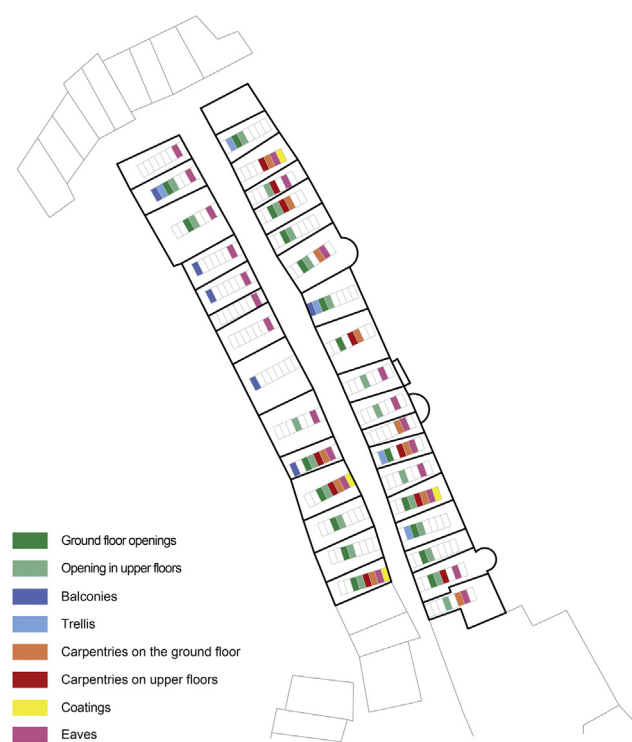 Ground floor openings
Opening in upper floors
Balconies
Trellis
Carpentries on the ground floor
Carpentries on upper floors
Coatings
Eaves